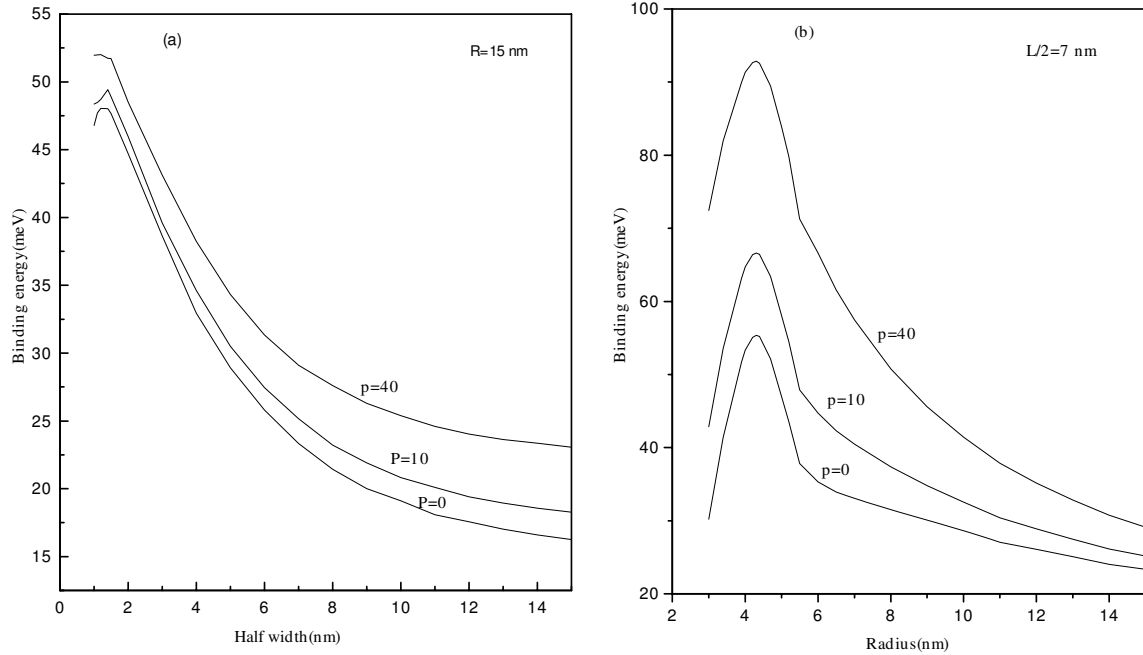 (a)
R=15 nm
55
50
45
40
35
30
25
20
15
Binding energy(meV)
p=40
P=10
P=0
0 2 4 6 8 10 12 14
Half width(nm)
(b)
L/2=7 nm
100
80
60
40
20
Binding energy(meV)
p=40
p=10
p=0
2 4 6 8 10 12 14
Radius(nm)